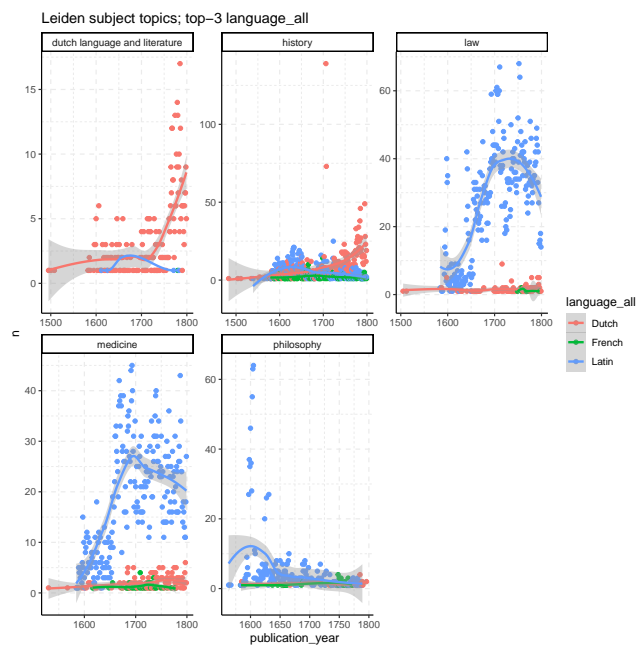 Leiden subject topics; top−3 language_all
dutch language and literature
history
law
15
10
5
0
1500 1600 1700 1800
100
50
0
1500 1600 1700 1800
60
40
20
0
1500 1600 1700 1800
n
medicine
philosophy
40
30
20
10
0
1600 1700 1800
60
40
20
0
1600 1650 1700 1750 1800
publication_year
language_all
Dutch
French
Latin